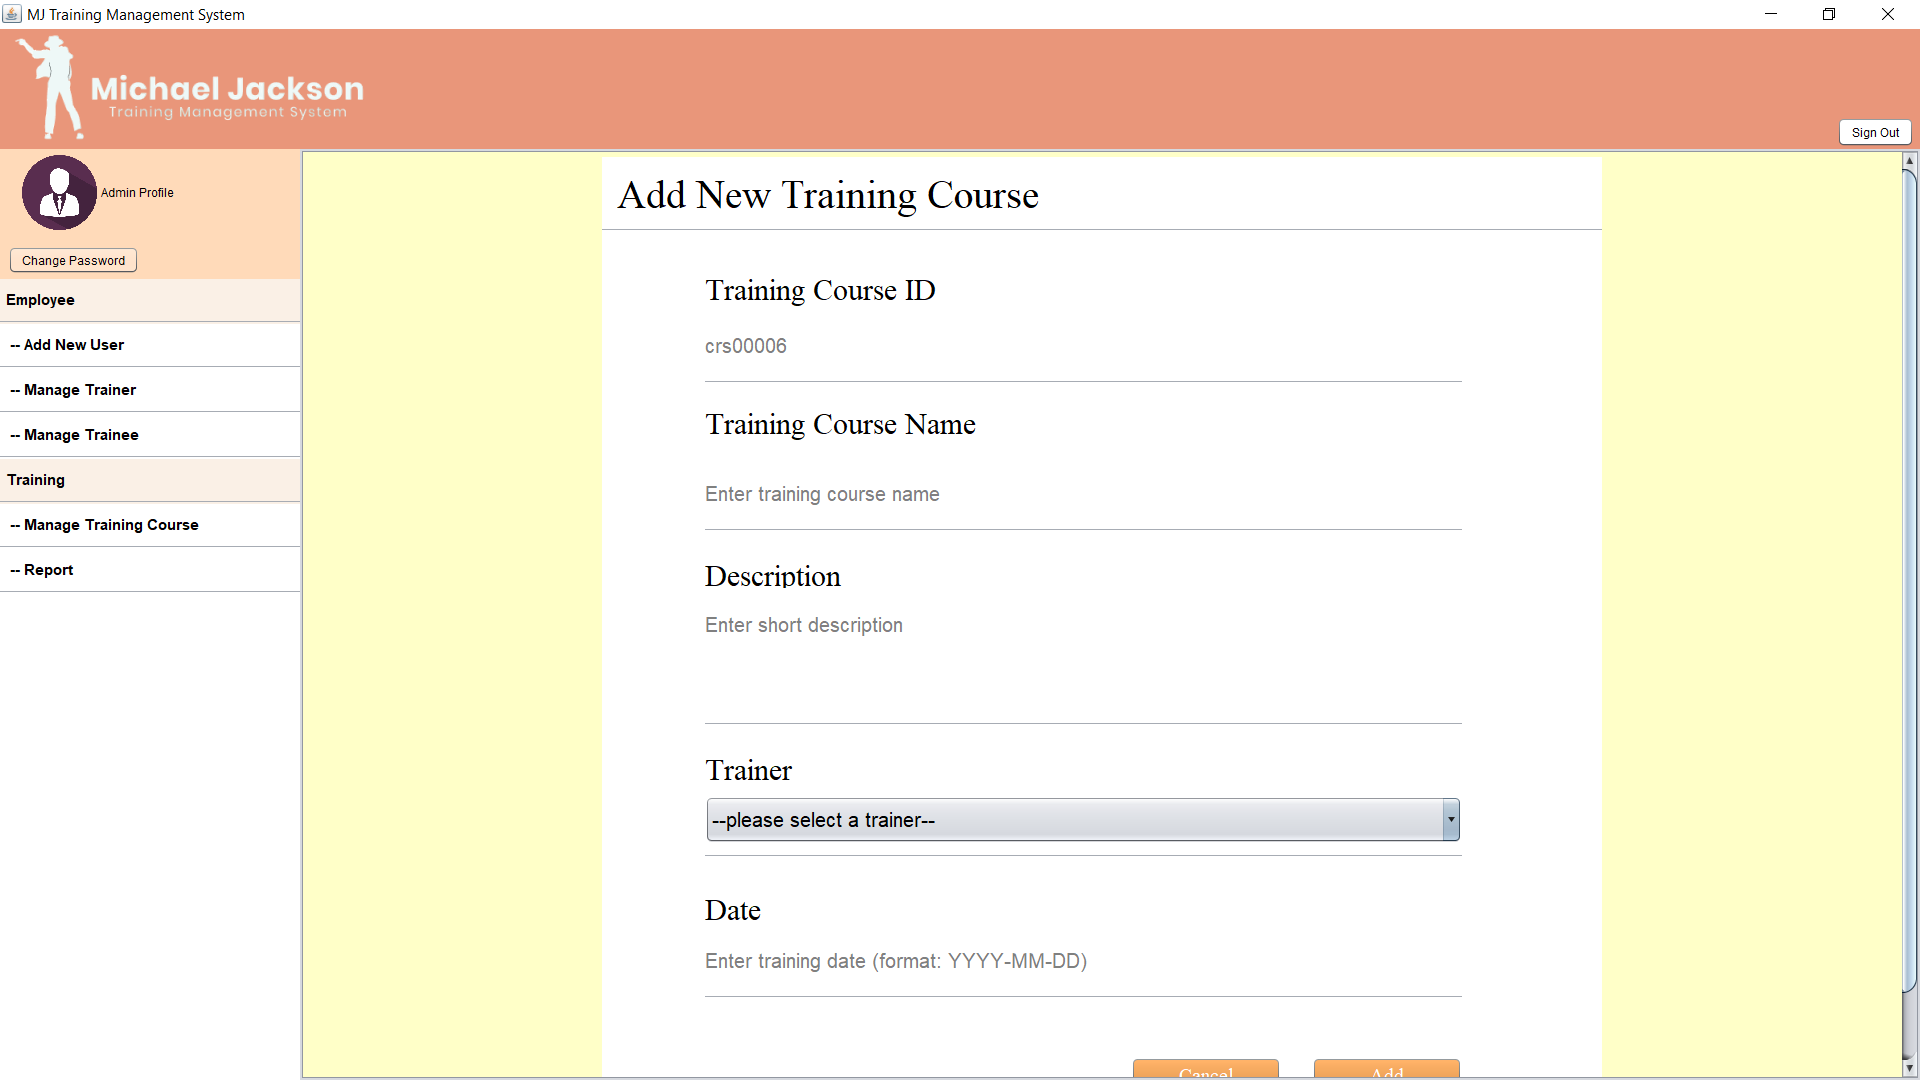 MJ Training Management System
Michael Jackson
Training Management System
Sign Out
Admin Profile
Change Password
Employee
-- Add New User
-- Manage Trainer
-- Manage Trainee
Training
-- Manage Training Course
-- Report
Add New Training Course
Training Course ID
crs00006
Training Course Name
Enter training course name
Description
Enter short description
Trainer
--please select a trainer--
Date
Enter training date (format: YYYY-MM-DD)
Cancel
Add